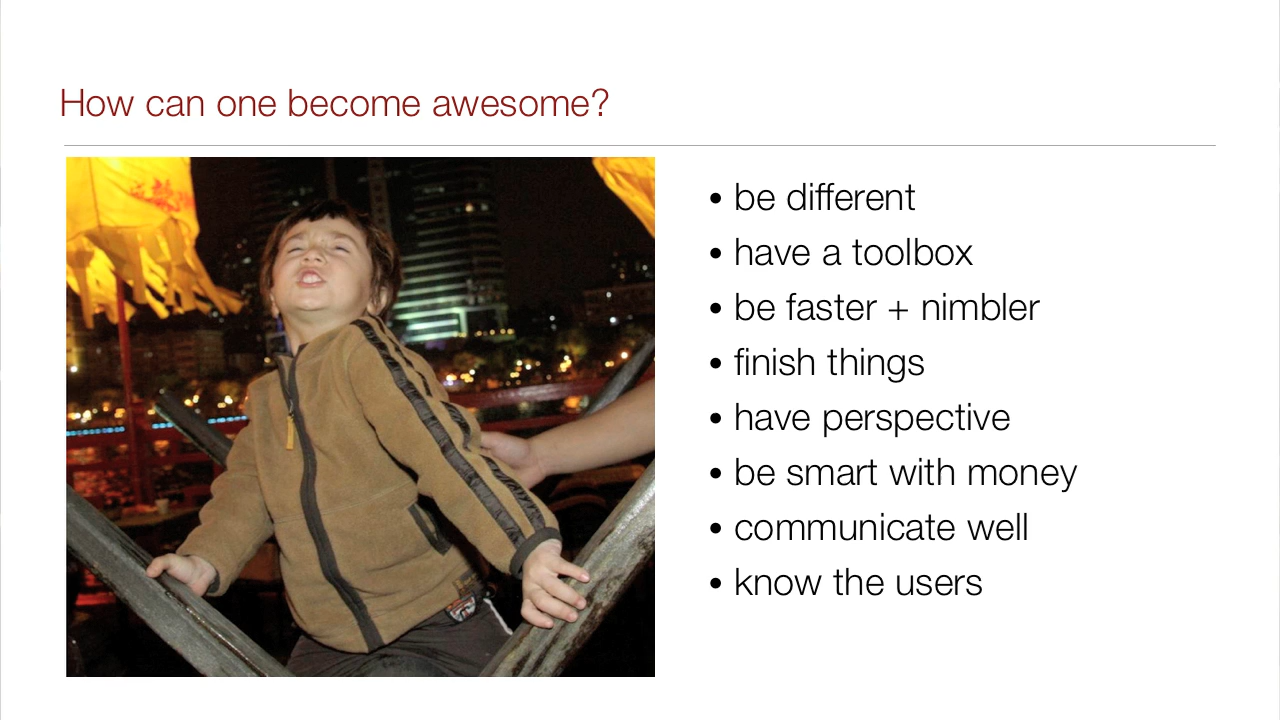 How can one become awesome?
• be different
• have a toolbox
• be faster + nimbler
• finish things
• have perspective
• be smart with money
• communicate well
• know the users